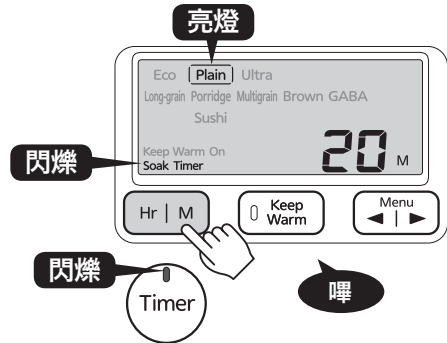 亮燈
Eco Plain Ultra
Long-grain Porridge Multigrain Brown GABA
Sushi
Keep Warm On
閃爍
Soak Timer
20 M
Hr | M
Keep Warm
Menu
◄ | ►
閃爍
Timer
嗶